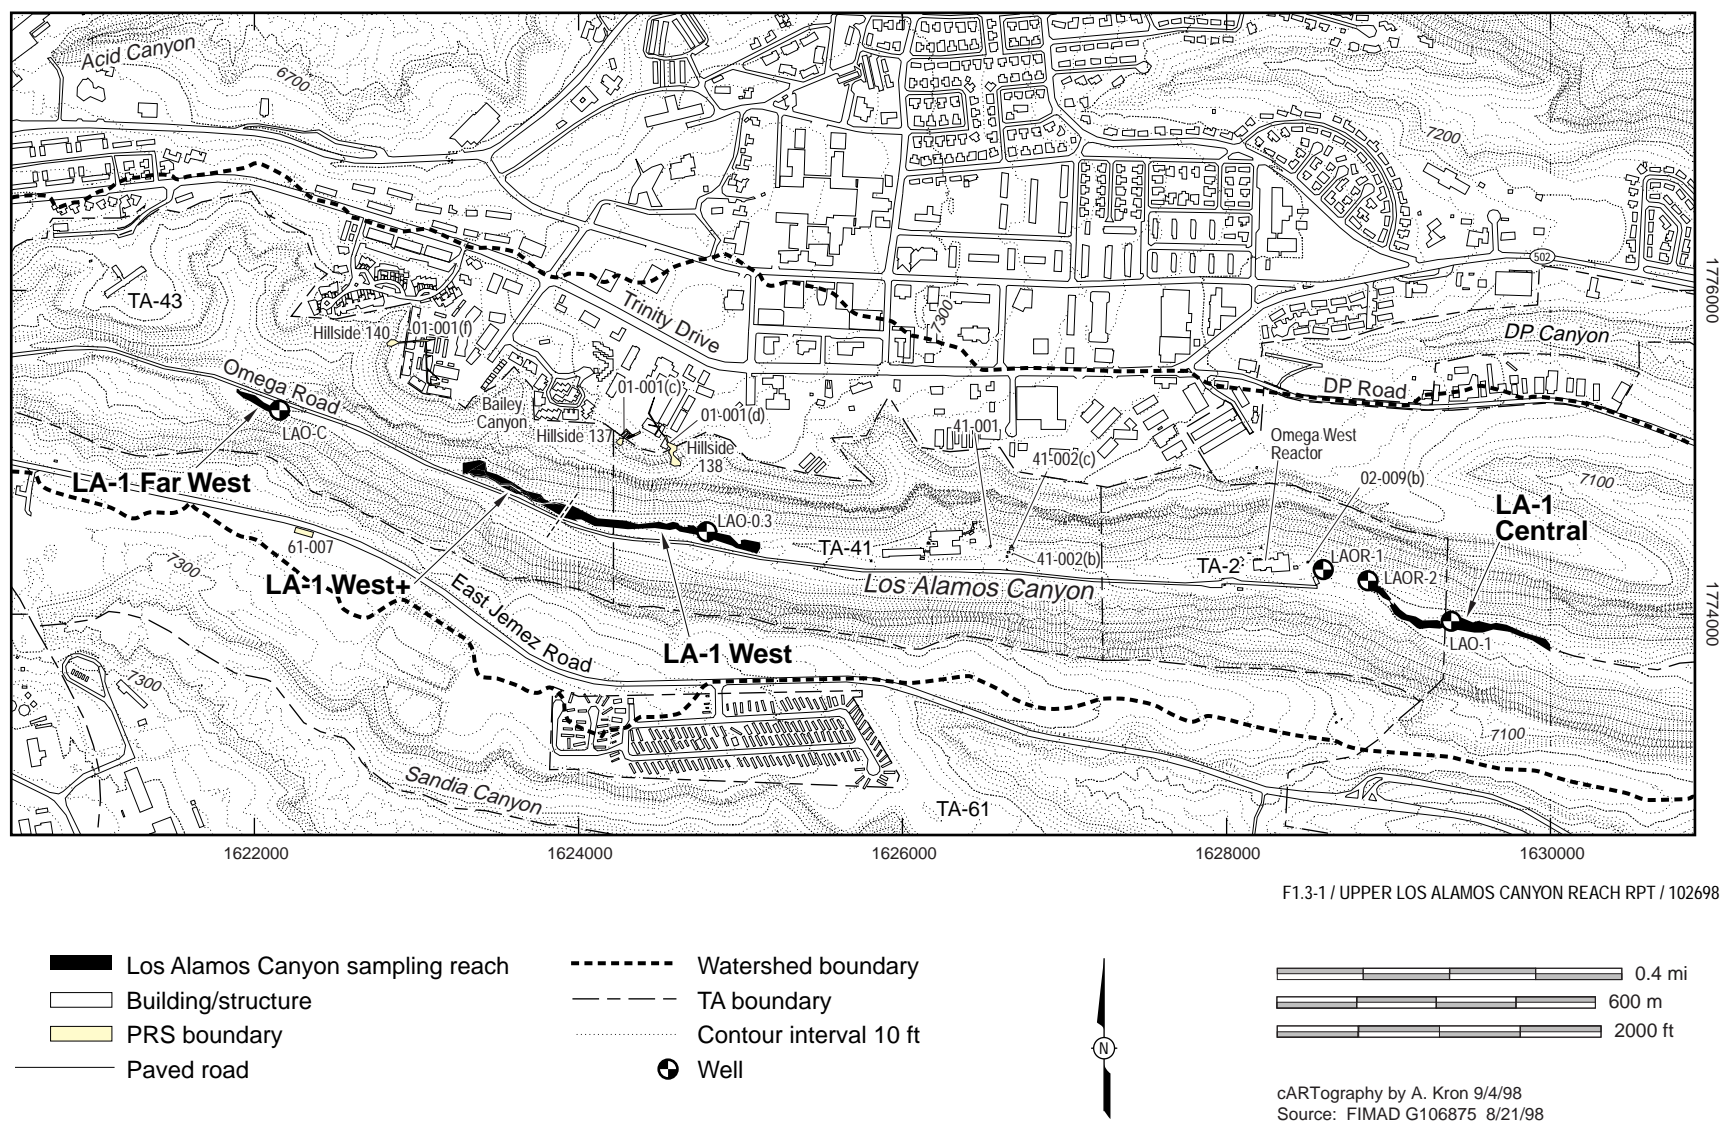 Acid Canyon
6700
7200
502
1776000
TA-43
Trinity Drive
7300
DP Canyon
Hillside 140
01-001(f)
Omega Road
DP Road
01-001(c)
Bailey
Canyon
01-001(d)
LAO-C
Hillside 137
41-001
Omega West
Reactor
Hillside
138
41-002(c)
02-009(b)
7100
LA-1 Far West
LA-1
Central
LAO-0.3
61-007
TA-41
41-002(b)
TA-2
LAOR-1
7300
LAOR-2
LA-1 West+
Los Alamos Canyon
East Jemez Road
1774000
LAO-1
LA-1 West
7300
7100
Sandia Canyon
TA-61
1622000
1624000
1626000
1628000
1630000
F1.3-1 / UPPER LOS ALAMOS CANYON REACH RPT / 102698
Los Alamos Canyon sampling reach
Building/structure
PRS boundary
Paved road
Watershed boundary
TA boundary
Contour interval 10 ft
Well
N
0.4 mi
600 m
2000 ft
cARTography by A. Kron 9/4/98
Source: FIMAD G106875 8/21/98